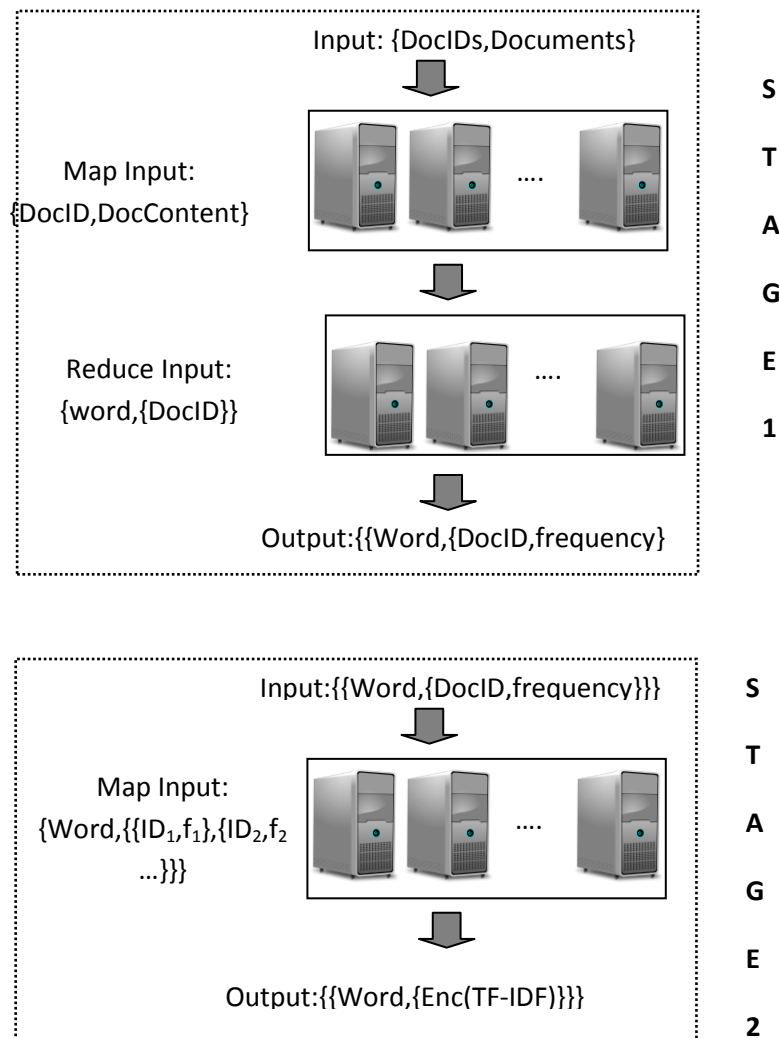 Input: {DocIDs,Documents}
Map Input:
{DocID,DocContent}
....
Reduce Input:
{word,{DocID}}
....
Output:{{Word,{DocID,frequency}
S
T
A
G
E
1
Input:{{Word,{DocID,frequency}}}
Map Input:
{Word,{{ID₁,f₁},{ID₂,f₂
...}}}
....
Output:{{Word,{Enc(TF-IDF)}}}
S
T
A
G
E
2